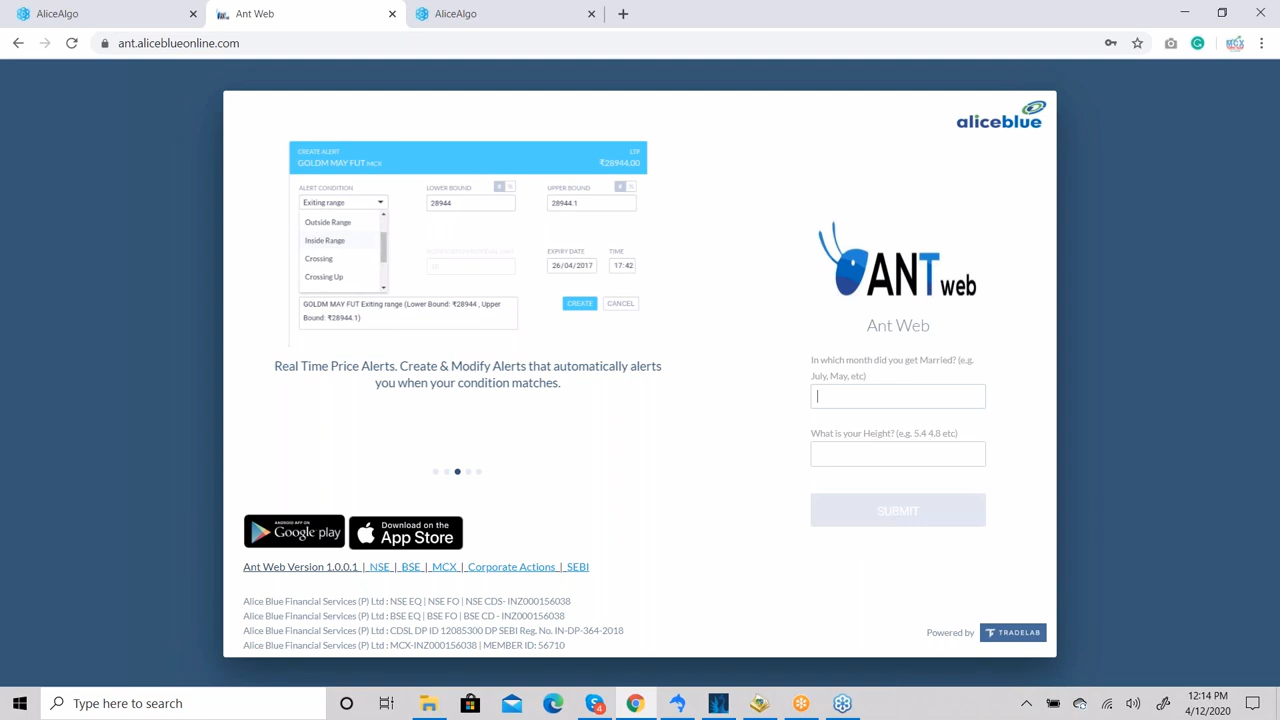 AliceAlgo
Ant Web
AliceAlgo
ant.aliceblueonline.com
aliceblue
CREATE ALERT
LTP
GOLDM MAY FUT MCX
₹28944.00
ALERT CONDITION
LOWER BOUND
UPPER BOUND
Exiting range
28944
28944.1
Outside Range
Inside Range
Crossing
Crossing Up
EXPIRY DATE
TIME
26/04/2017
17:42
GOLDM MAY FUT Exiting range (Lower Bound: ₹28944 , Upper
Bound: ₹28944.1)
CREATE
CANCEL
Real Time Price Alerts. Create & Modify Alerts that automatically alerts
you when your condition matches.
ANT web
Ant Web
In which month did you get Married? (e.g.
July, May, etc)
What is your Height? (e.g. 5.4 4.8 etc)
SUBMIT
ANDROID APP ON
Google play
Download on the
App Store
Ant Web Version 1.0.0.1 | NSE | BSE | MCX | Corporate Actions | SEBI
Alice Blue Financial Services (P) Ltd : NSE EQ | NSE FO | NSE CDS- INZ000156038
Alice Blue Financial Services (P) Ltd : BSE EQ | BSE FO | BSE CD - INZ000156038
Alice Blue Financial Services (P) Ltd : CDSL DP ID 12085300 DP SEBI Reg. No. IN-DP-364-2018
Alice Blue Financial Services (P) Ltd : MCX-INZ000156038 | MEMBER ID: 56710
Powered by
TRADELAB
Type here to search
4
12:14 PM
4/12/2020